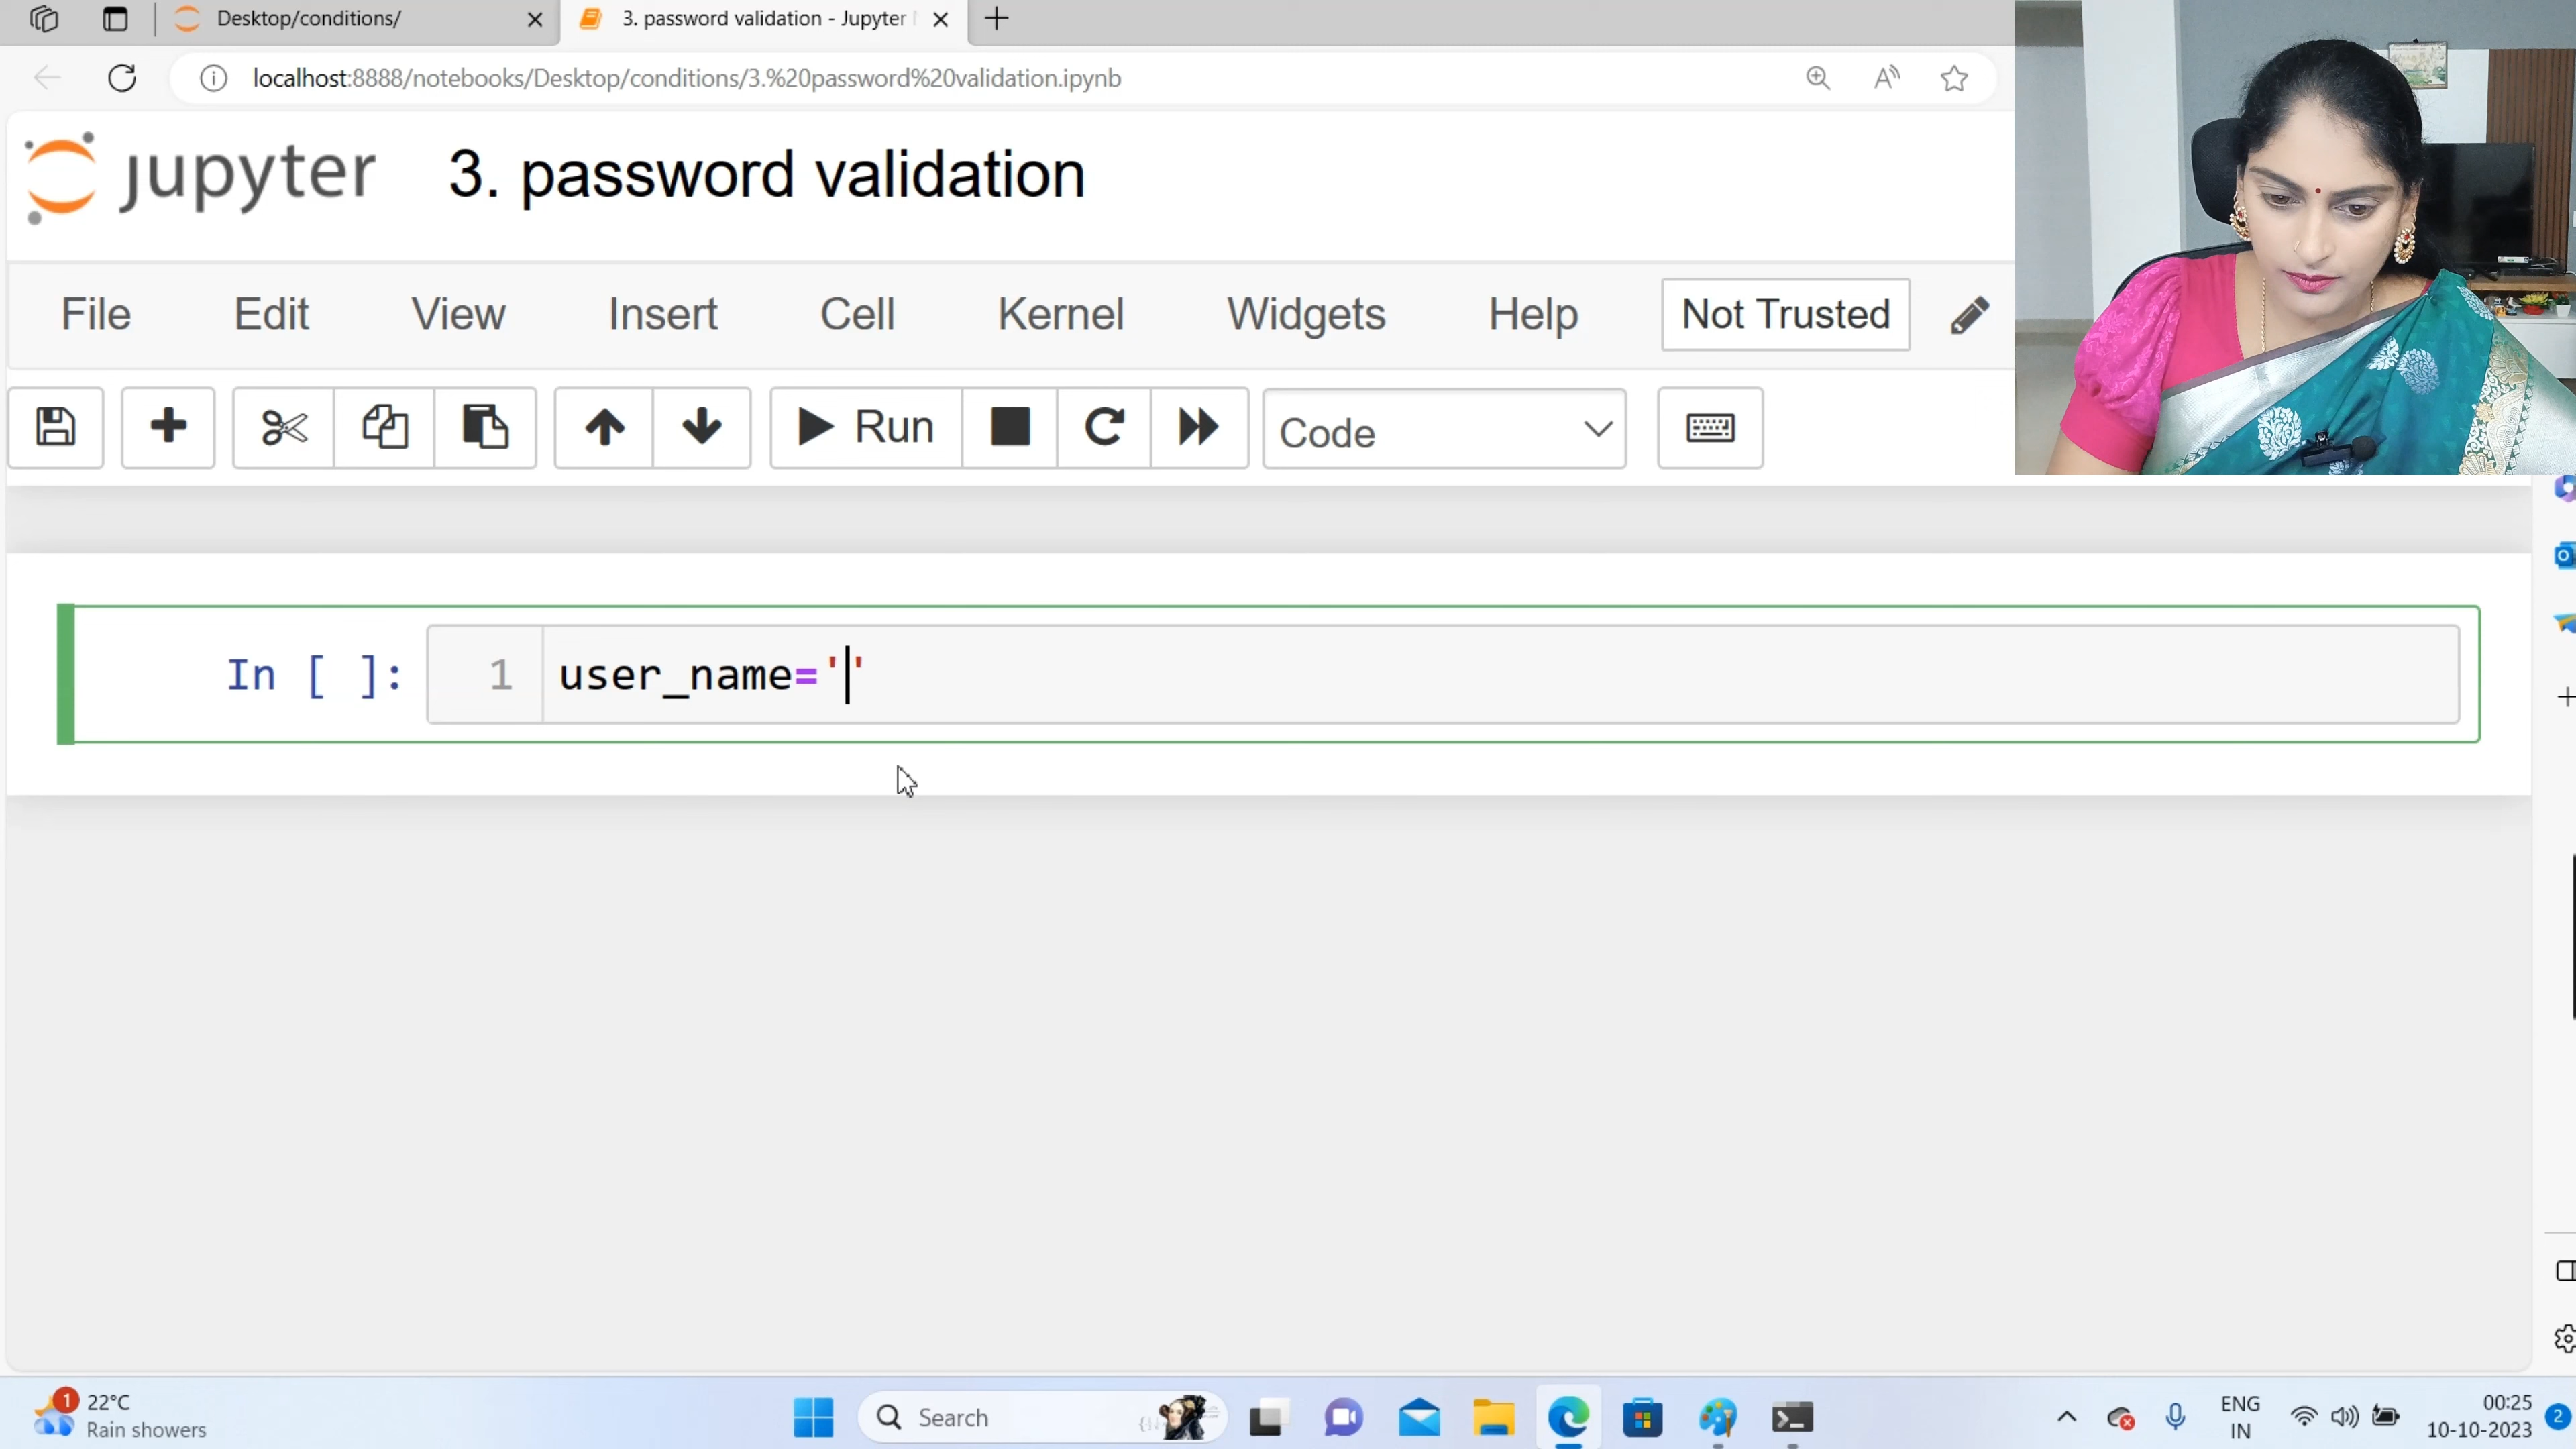 Desktop/conditions/
3. password validation - Jupyter
localhost:8888/notebooks/Desktop/conditions/3.%20password%20validation.ipynb
jupyter 3. password validation
File Edit View Insert Cell Kernel Widgets Help Not Trusted
Run Code
In [ ]: 1 user_name=''
1 22°C
Rain showers
Search
ENG
IN
00:25
10-10-2023
2